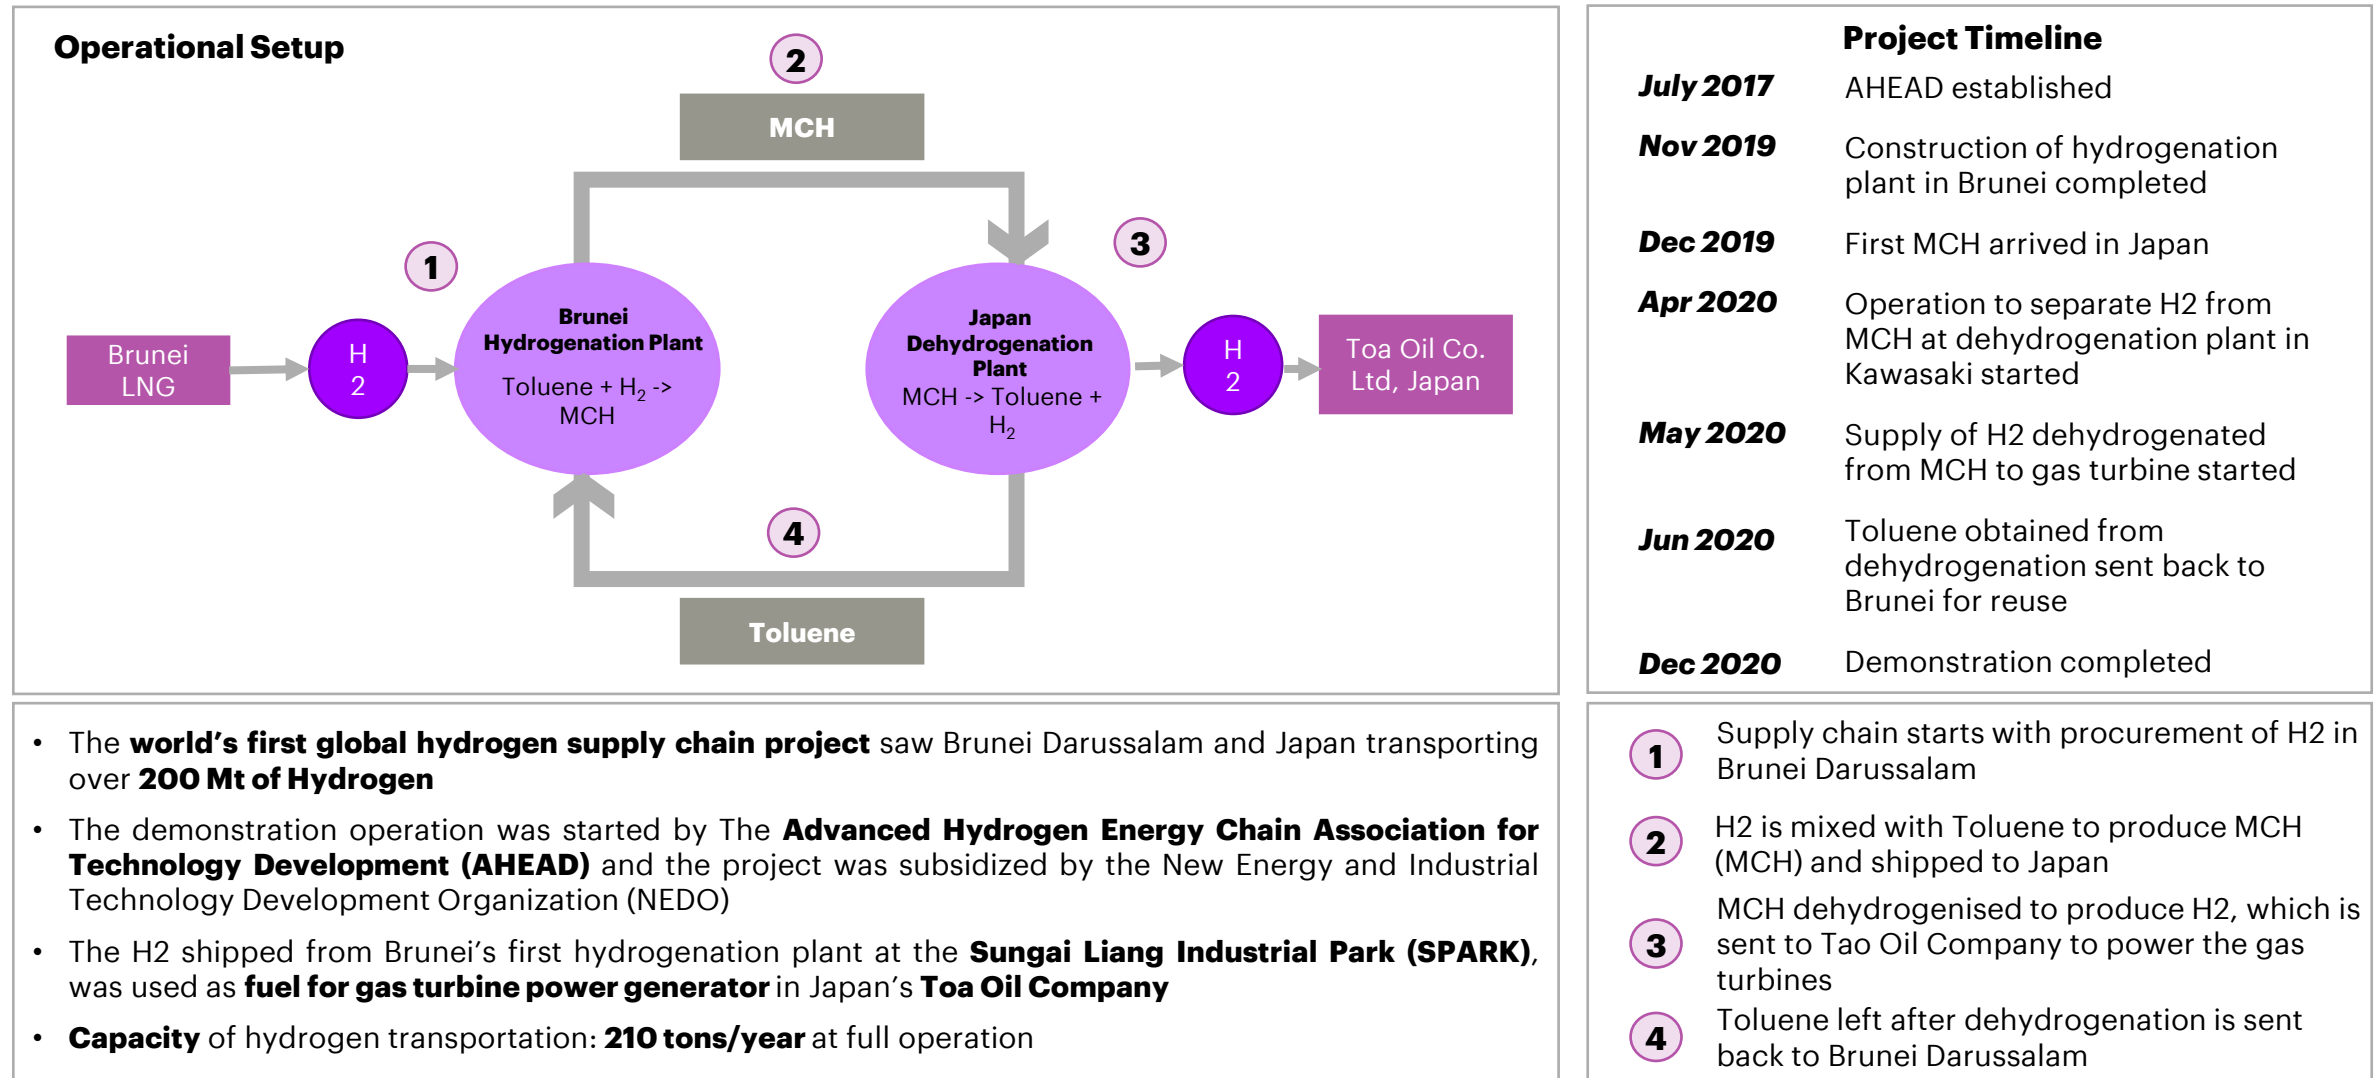 Operational Setup
2
MCH
1
3
Brunei
LNG
H
2
Brunei
Hydrogenation Plant
Toluene + H₂ ->
MCH
Japan
Dehydrogenation
Plant
MCH -> Toluene +
H₂
H
2
Toa Oil Co.
Ltd, Japan
4
Toluene
Project Timeline
July 2017 AHEAD established
Nov 2019 Construction of hydrogenation
plant in Brunei completed
Dec 2019 First MCH arrived in Japan
Apr 2020 Operation to separate H2 from
MCH at dehydrogenation plant in
Kawasaki started
May 2020 Supply of H2 dehydrogenated
from MCH to gas turbine started
Jun 2020 Toluene obtained from
dehydrogenation sent back to
Brunei for reuse
Dec 2020 Demonstration completed
• The world's first global hydrogen supply chain project saw Brunei Darussalam and Japan transporting
over 200 Mt of Hydrogen
• The demonstration operation was started by The Advanced Hydrogen Energy Chain Association for
Technology Development (AHEAD) and the project was subsidized by the New Energy and Industrial
Technology Development Organization (NEDO)
• The H2 shipped from Brunei's first hydrogenation plant at the Sungai Liang Industrial Park (SPARK),
was used as fuel for gas turbine power generator in Japan's Toa Oil Company
• Capacity of hydrogen transportation: 210 tons/year at full operation
1 Supply chain starts with procurement of H2 in
Brunei Darussalam
2 H2 is mixed with Toluene to produce MCH
(MCH) and shipped to Japan
3 MCH dehydrogenised to produce H2, which is
sent to Tao Oil Company to power the gas
turbines
4 Toluene left after dehydrogenation is sent
back to Brunei Darussalam